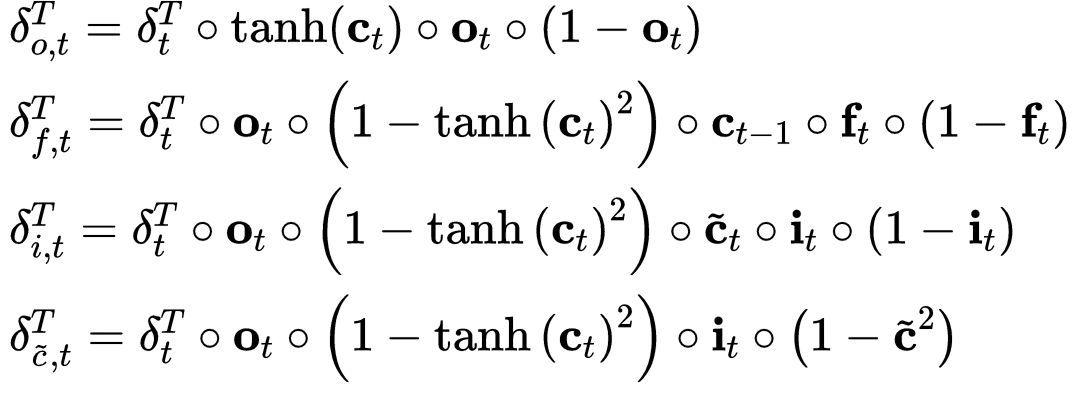 δ_{o,t}^T = δ_t^T ∘ tanh(𝐜_t) ∘ 𝐨_t ∘ (1 − 𝐨_t)
δ_{f,t}^T = δ_t^T ∘ 𝐨_t ∘ (1 − tanh(𝐜_t)^2) ∘ 𝐜_{t−1} ∘ 𝐟_t ∘ (1 − 𝐟_t)
δ_{i,t}^T = δ_t^T ∘ 𝐨_t ∘ (1 − tanh(𝐜_t)^2) ∘ 𝐜̃_t ∘ 𝐢_t ∘ (1 − 𝐢_t)
δ_{c̃,t}^T = δ_t^T ∘ 𝐨_t ∘ (1 − tanh(𝐜_t)^2) ∘ 𝐢_t ∘ (1 − 𝐜̃^2)